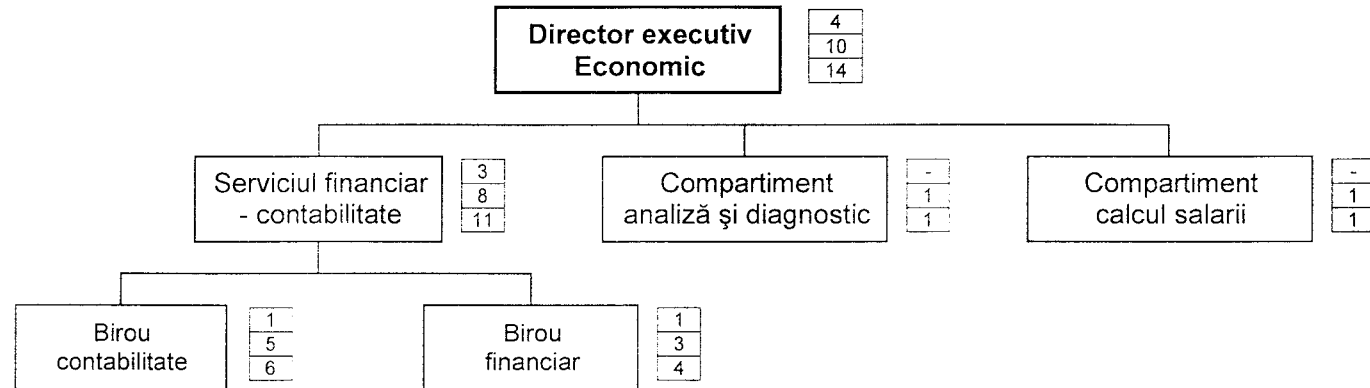 Director executiv
Economic
4
10
14
Serviciul financiar
- contabilitate
3
8
11
Compartiment
analiză şi diagnostic
-
1
1
Compartiment
calcul salarii
-
1
1
Birou
contabilitate
1
5
6
Birou
financiar
1
3
4